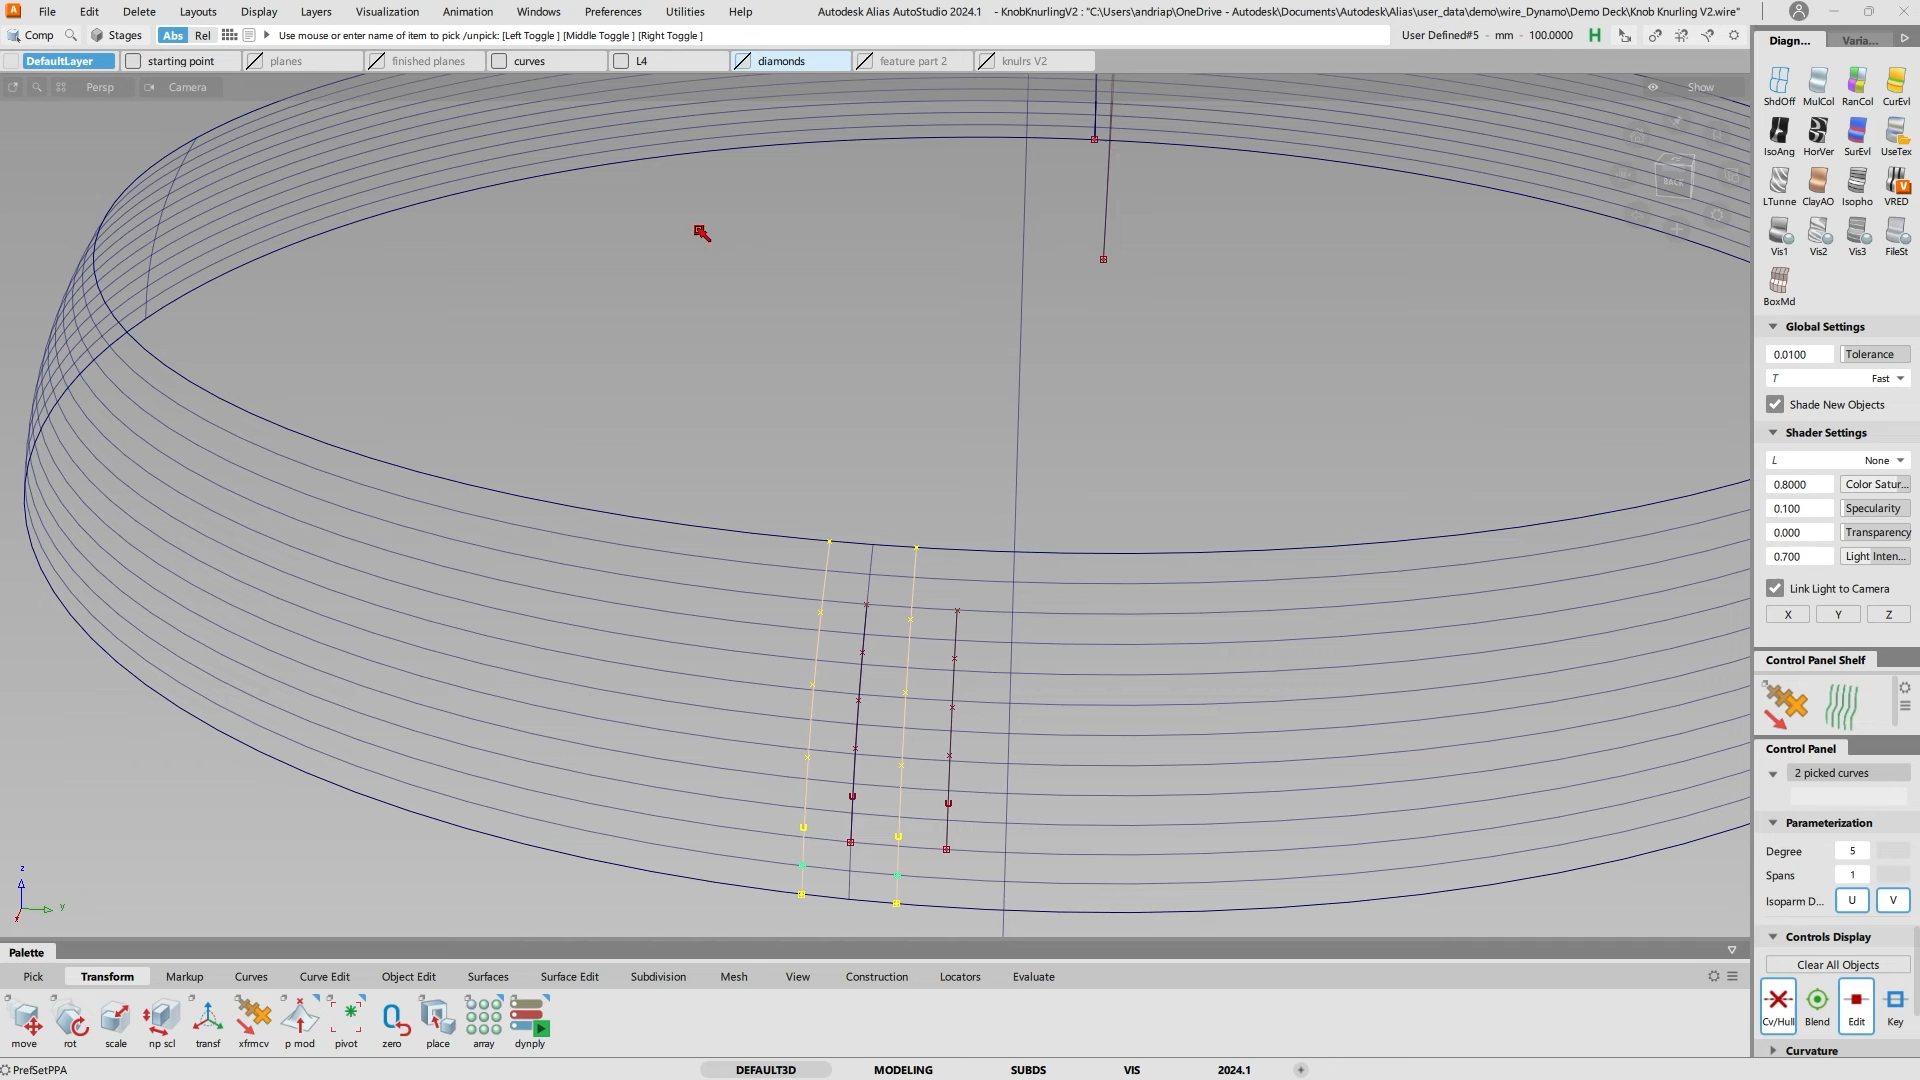 File Edit Delete Layouts Display Layers Visualization Animation Windows Preferences Utilities Help Autodesk Alias AutoStudio 2024.1 - KnobKnurlingV2 : "C:\Users\andriap\OneDrive - Autodesk\Documents\Autodesk\Alias\user_data\demo\wire_Dynamo\Demo Deck\Knob Knurling V2.wire"
Comp Stages Abs Rel Use mouse or enter name of item to pick /unpick: [Left Toggle ] [Middle Toggle ] [Right Toggle ] User Defined#5 - mm - 100.0000 H
DefaultLayer starting point planes finished planes curves L4 diamonds feature part 2 knulrs V2
Persp Camera Show
BACK
Diagn... Varia...
ShdOff MulCol RanCol CurEvl
IsoAng HorVer SurEvl UseTex
LTunne ClayAO Isopho VRED
Vis1 Vis2 Vis3 FileSt
BoxMd
Global Settings
0.0100 Tolerance
T Fast
Shade New Objects
Shader Settings
L None
0.8000 Color Satur...
0.100 Specularity
0.000 Transparency
0.700 Light Inten...
Link Light to Camera
X Y Z
Control Panel Shelf
Control Panel
2 picked curves
Parameterization
Degree 5
Spans 1
Isoparm D... U V
Controls Display
Clear All Objects
Cv/Hull Blend Edit Key
Curvature
U U U U
z
y
x
Palette
Pick Transform Markup Curves Curve Edit Object Edit Surfaces Surface Edit Subdivision Mesh View Construction Locators Evaluate
move rot scale np scl transf xfrmcv p mod pivot zero place array dynply
PrefSetPPA DEFAULT3D MODELING SUBDS VIS 2024.1